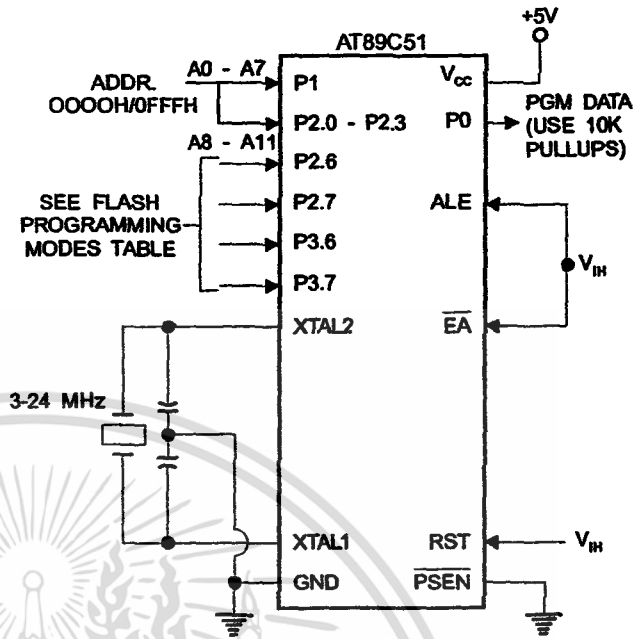 +5V
AT89C51
ADDR.
OOOOH/0FFFH
A0 - A7
P1
VCC
P2.0 - P2.3
P0
PGM DATA
(USE 10K
PULLUPS)
A8 - A11
P2.6
SEE FLASH
PROGRAMMING
MODES TABLE
P2.7
ALE
P3.6
VIH
P3.7
XTAL2
EA
3-24 MHz
XTAL1
RST
VIH
GND
PSEN